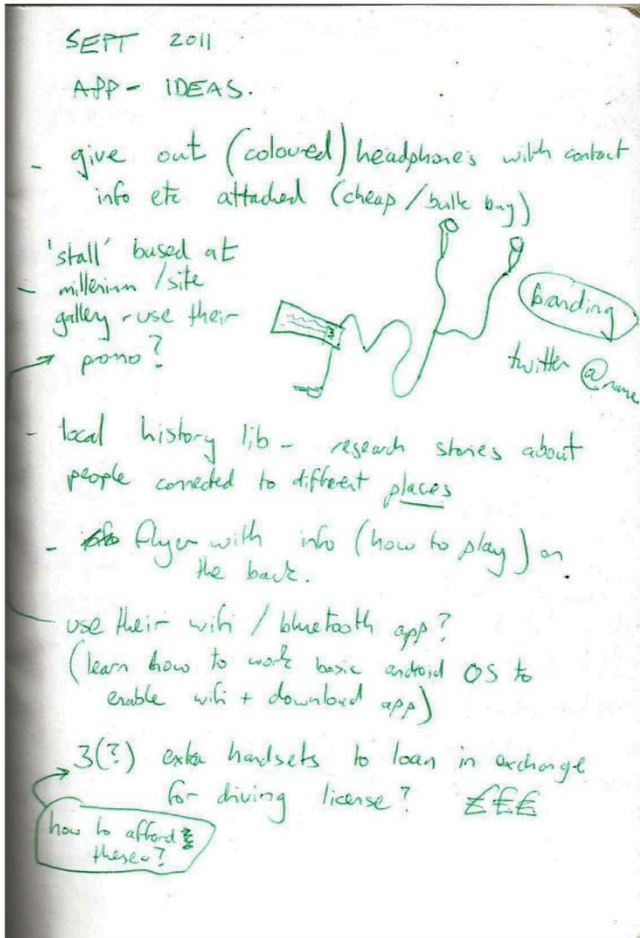 SEPT 2011
APP - IDEAS.
- give out (coloured) headphones with contact
info etc attached (cheap / bulk buy)
'stall' based at
- millenium / site
gallery - use their
promo?
branding
twitter @name
- local history lib - research stories about
people connected to different places
- flyer with info (how to play) on
the back.
use their wifi / bluetooth app?
(learn how to work basic android OS to
enable wifi + download app)
3(?) extra handsets to loan in exchange
for driving license? £££
how to afford
these?